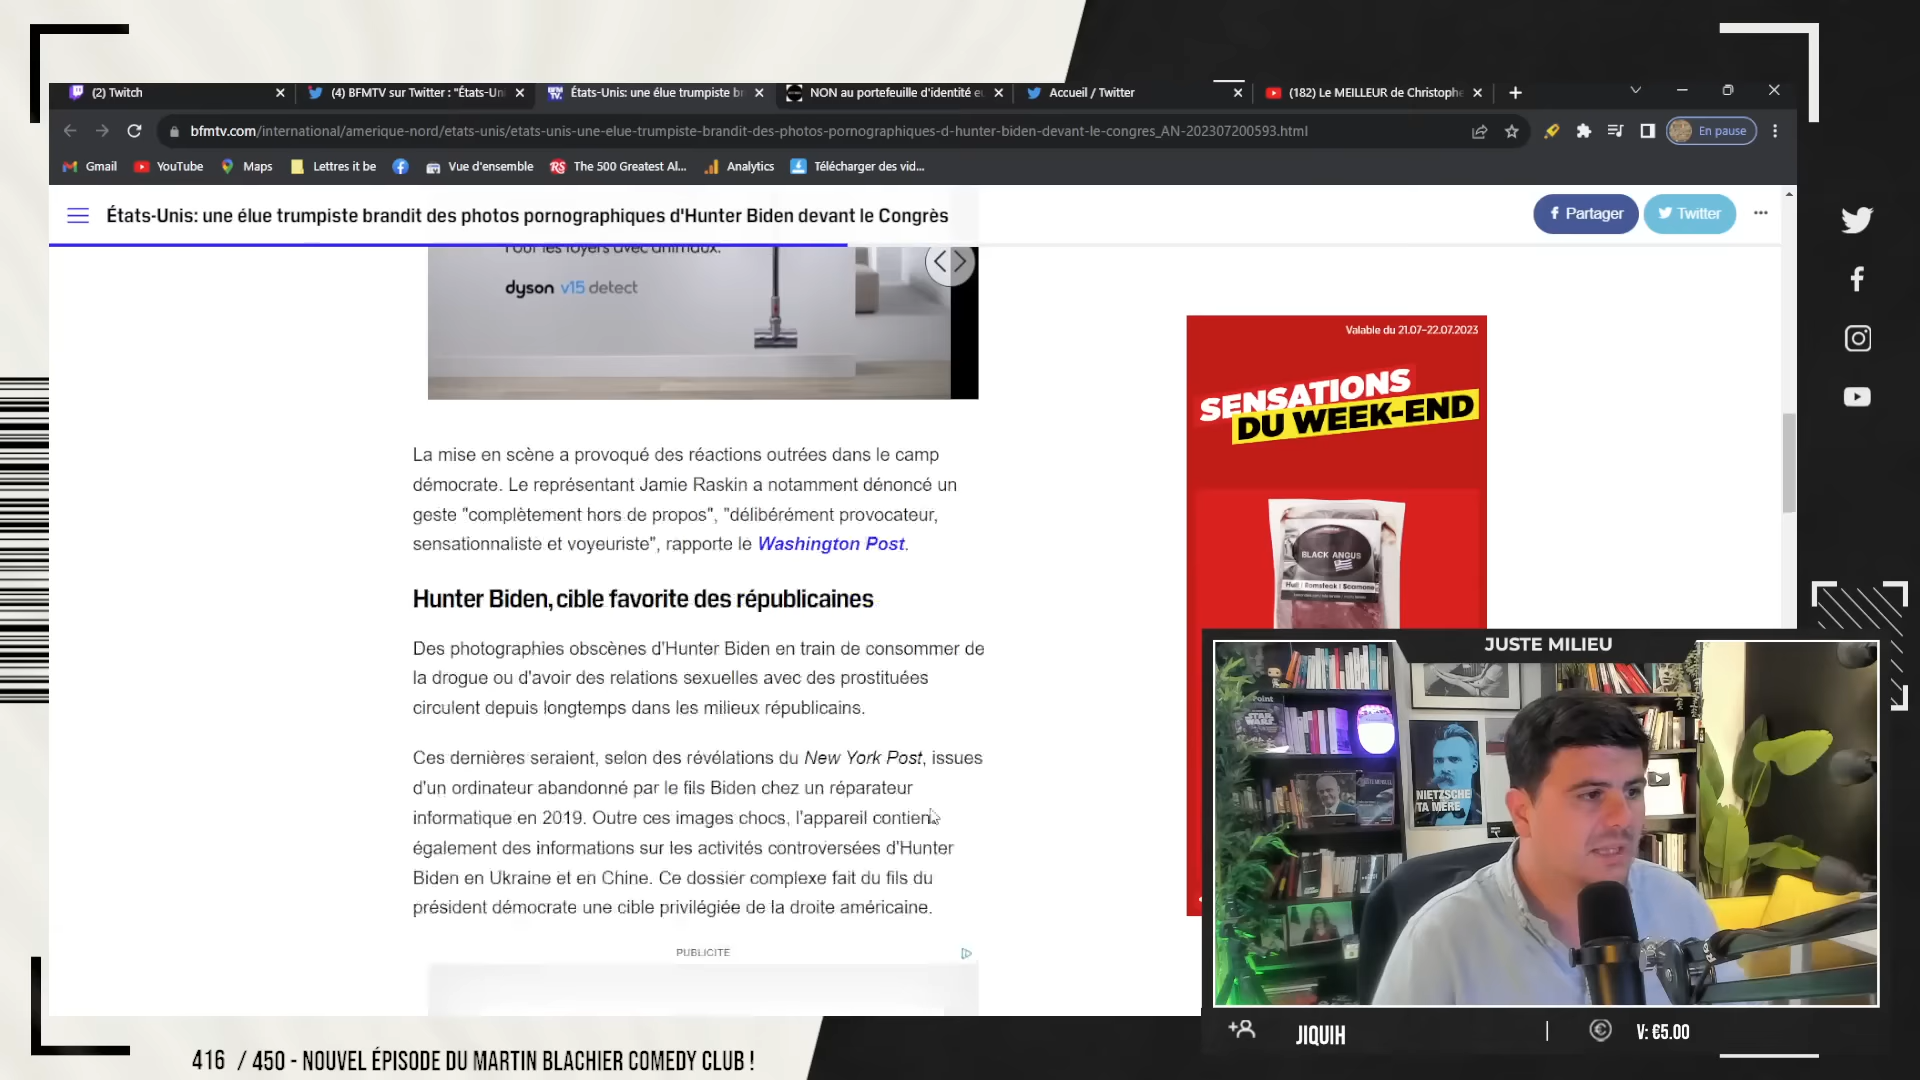 (2) Twitch
(4) BFMTV sur Twitter : "États-Uni
États-Unis: une élue trumpiste br
NON au portefeuille d'identité eu
Accueil / Twitter
(182) Le MEILLEUR de Christophe
bfmtv.com/international/amerique-nord/etats-unis/etats-unis-une-elue-trumpiste-brandit-des-photos-pornographiques-d-hunter-biden-devant-le-congres_AN-202307200593.html
En pause
Gmail
YouTube
Maps
Lettres it be
Vue d'ensemble
RS
The 500 Greatest Al...
Analytics
Télécharger des vid...
États-Unis: une élue trumpiste brandit des photos pornographiques d'Hunter Biden devant le Congrès
Partager
Twitter
Tous les foyers avec animaux.
dyson v15 detect
Valable du 21.07–22.07.2023
SENSATIONS
DU WEEK-END
BLACK ANGUS
La mise en scène a provoqué des réactions outrées dans le camp
démocrate. Le représentant Jamie Raskin a notamment dénoncé un
geste "complètement hors de propos", "délibérément provocateur,
sensationnaliste et voyeuriste", rapporte le Washington Post.
Hunter Biden, cible favorite des républicaines
Des photographies obscènes d'Hunter Biden en train de consommer de
la drogue ou d'avoir des relations sexuelles avec des prostituées
circulent depuis longtemps dans les milieux républicains.
Ces dernières seraient, selon des révélations du New York Post, issues
d'un ordinateur abandonné par le fils Biden chez un réparateur
informatique en 2019. Outre ces images chocs, l'appareil contient
également des informations sur les activités controversées d'Hunter
Biden en Ukraine et en Chine. Ce dossier complexe fait du fils du
président démocrate une cible privilégiée de la droite américaine.
PUBLICITÉ
JUSTE MILIEU
Point
STAR WARS
NIETZSCHE
TA MÈRE
JIQUIH
V: €5.00
416 / 450 - NOUVEL ÉPISODE DU MARTIN BLACHIER COMEDY CLUB !